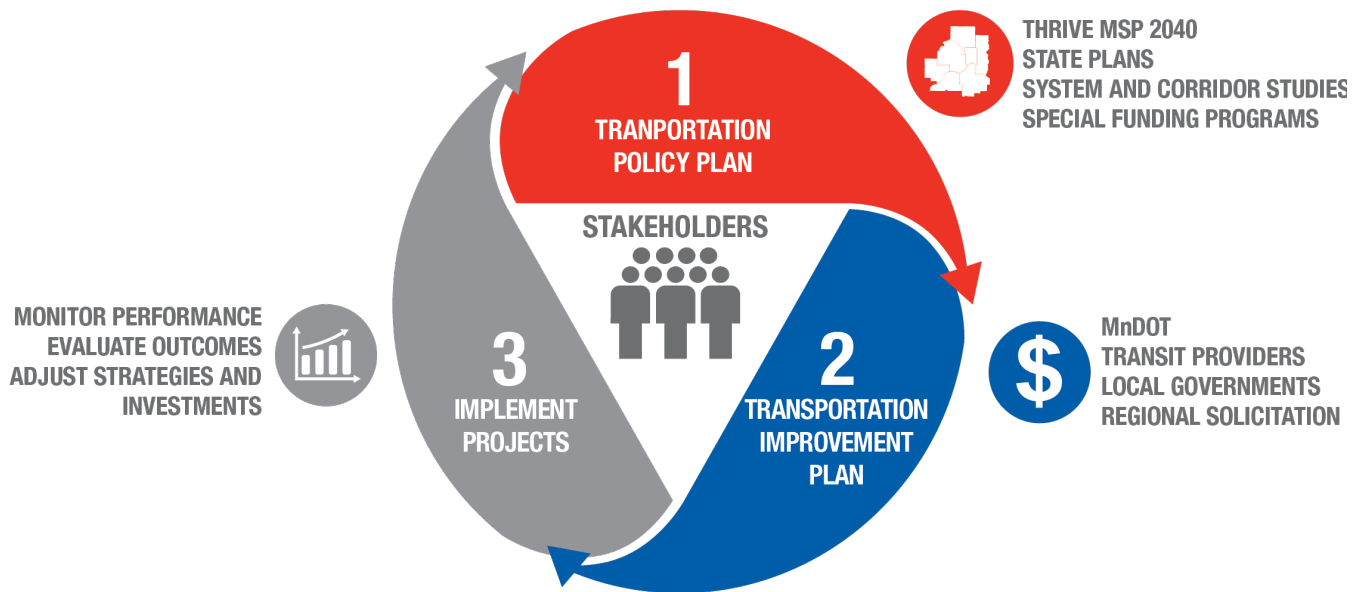 1
TRANPORTATION
POLICY PLAN
THRIVE MSP 2040
STATE PLANS
SYSTEM AND CORRIDOR STUDIES
SPECIAL FUNDING PROGRAMS
STAKEHOLDERS
2
TRANSPORTATION
IMPROVEMENT
PLAN
$
MnDOT
TRANSIT PROVIDERS
LOCAL GOVERNMENTS
REGIONAL SOLICITATION
3
IMPLEMENT
PROJECTS
MONITOR PERFORMANCE
EVALUATE OUTCOMES
ADJUST STRATEGIES AND
INVESTMENTS